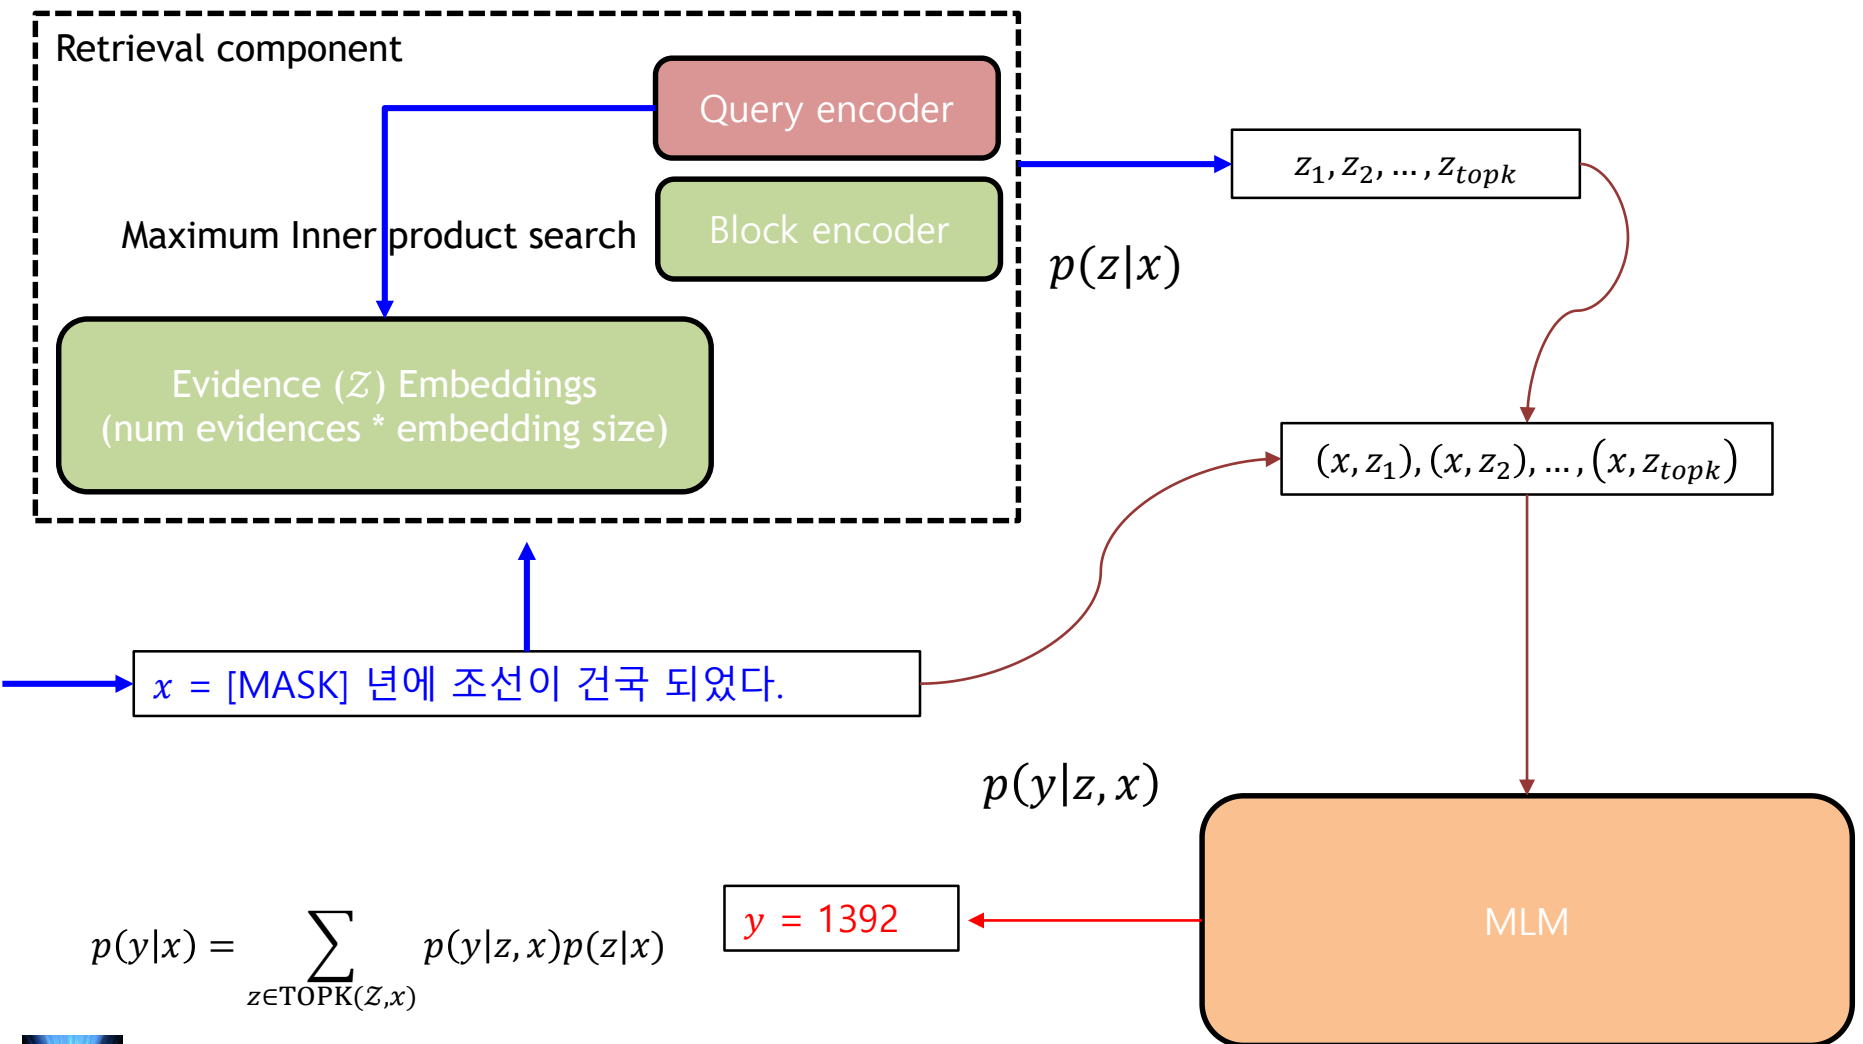 Retrieval component
Query encoder
Block encoder
Maximum Inner product search
Evidence (𝒵) Embeddings
(num evidences * embedding size)
z₁, z₂, … , z_topk
p(z|x)
(x, z₁), (x, z₂), … , (x, z_topk)
x = [MASK] 년에 조선이 건국 되었다.
p(y|z, x)
MLM
y = 1392
p(y|x) = ∑_{z∈TOPK(𝒵,x)} p(y|z, x)p(z|x)